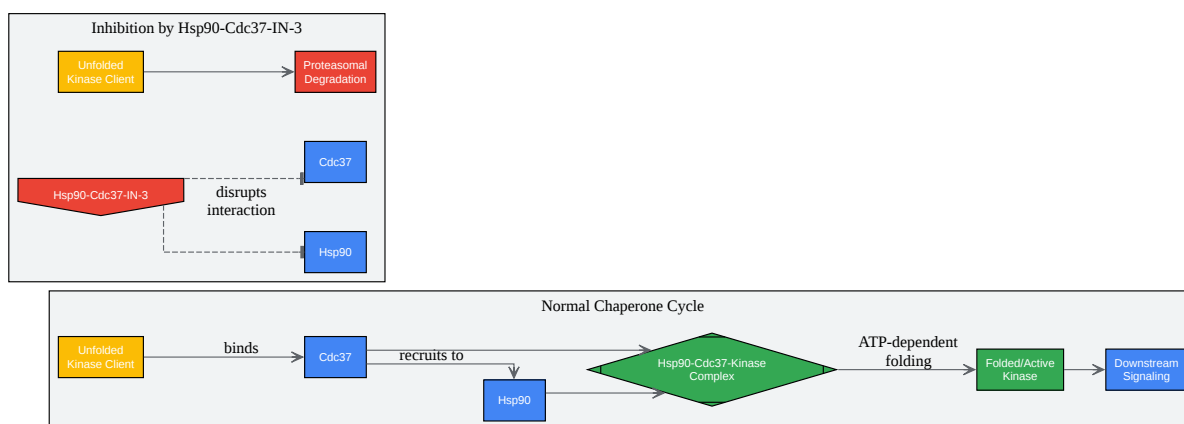 Inhibition by Hsp90-Cdc37-IN-3
Unfolded
Kinase Client
Proteasomal
Degradation
Cdc37
Hsp90-Cdc37-IN-3
disrupts
interaction
Hsp90
Normal Chaperone Cycle
Unfolded
Kinase Client
binds
Cdc37
recruits to
Hsp90
Hsp90-Cdc37-Kinase
Complex
ATP-dependent
folding
Folded/Active
Kinase
Downstream
Signaling